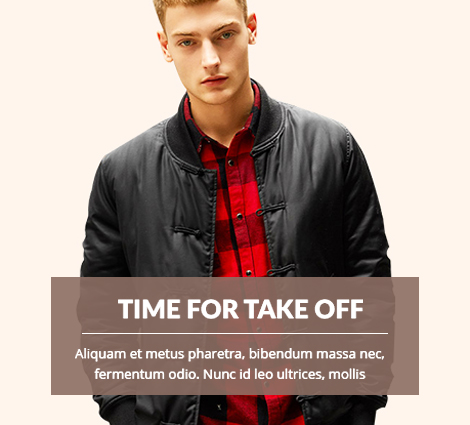 TIME FOR TAKE OFF
Aliquam et metus pharetra, bibendum massa nec,
fermentum odio. Nunc id leo ultrices, mollis